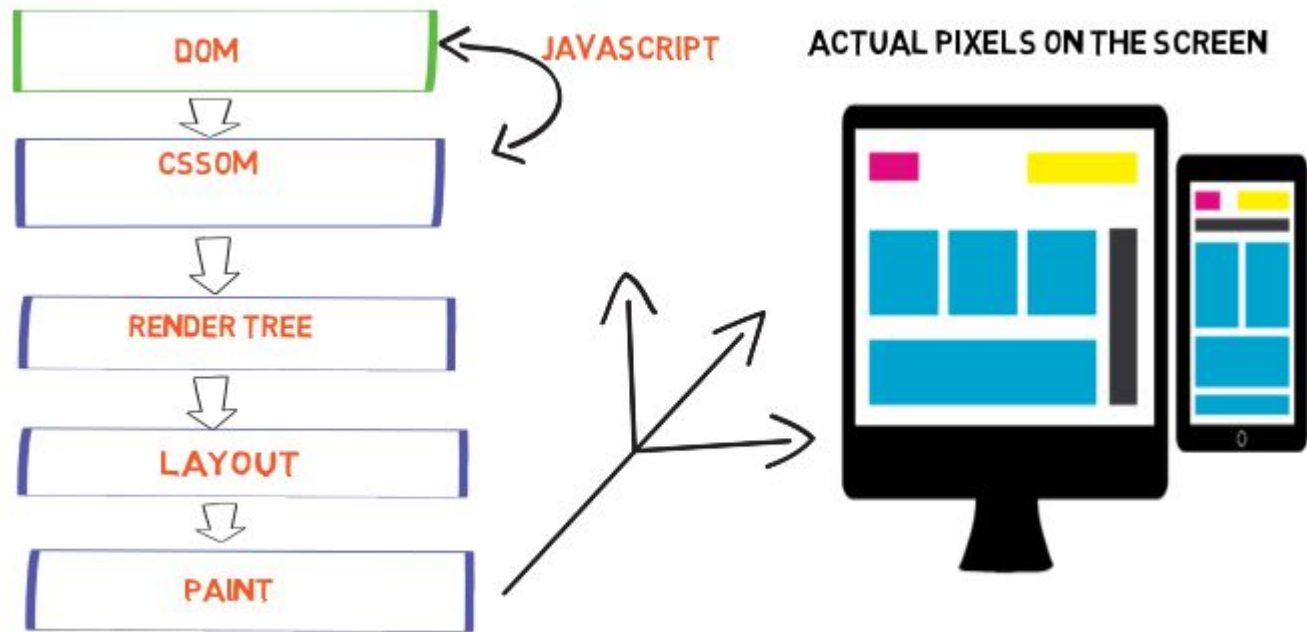 DOM
JAVASCRIPT
CSSOM
RENDER TREE
LAYOUT
PAINT
ACTUAL PIXELS ON THE SCREEN